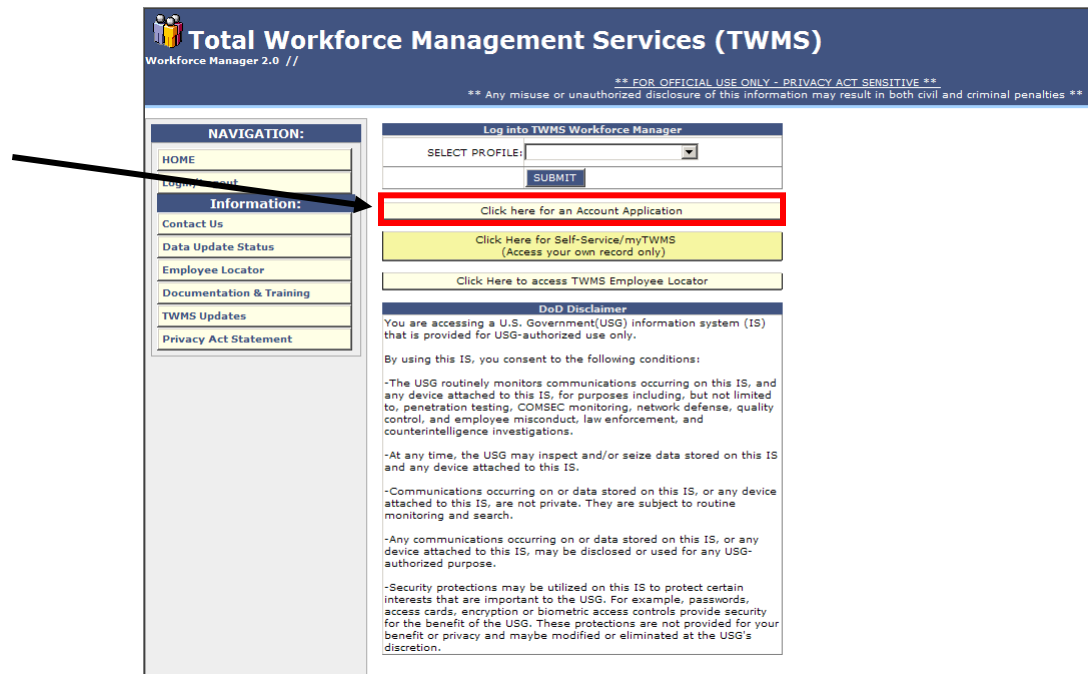 Total Workforce Management Services (TWMS)
Workforce Manager 2.0 //
** FOR OFFICIAL USE ONLY - PRIVACY ACT SENSITIVE **
** Any misuse or unauthorized disclosure of this information may result in both civil and criminal penalties **
NAVIGATION:
HOME
Login/Logout
Information:
Contact Us
Data Update Status
Employee Locator
Documentation & Training
TWMS Updates
Privacy Act Statement
Log into TWMS Workforce Manager
SELECT PROFILE:
SUBMIT
Click here for an Account Application
Click Here for Self-Service/myTWMS
(Access your own record only)
Click Here to access TWMS Employee Locator
DoD Disclaimer
You are accessing a U.S. Government(USG) information system (IS)
that is provided for USG-authorized use only.
By using this IS, you consent to the following conditions:
-The USG routinely monitors communications occurring on this IS, and
any device attached to this IS, for purposes including, but not limited
to, penetration testing, COMSEC monitoring, network defense, quality
control, and employee misconduct, law enforcement, and
counterintelligence investigations.
-At any time, the USG may inspect and/or seize data stored on this IS
and any device attached to this IS.
-Communications occurring on or data stored on this IS, or any device
attached to this IS, are not private. They are subject to routine
monitoring and search.
-Any communications occurring on or data stored on this IS, or any
device attached to this IS, may be disclosed or used for any USG-
authorized purpose.
-Security protections may be utilized on this IS to protect certain
interests that are important to the USG. For example, passwords,
access cards, encryption or biometric access controls provide security
for the benefit of the USG. These protections are not provided for your
benefit or privacy and maybe modified or eliminated at the USG's
discretion.